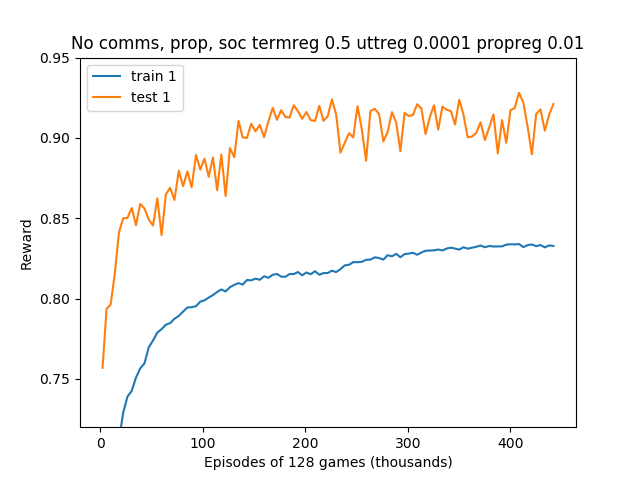 No comms, prop, soc termreg 0.5 uttreg 0.0001 propreg 0.01
train 1
test 1
0.95
0.90
0.85
0.80
0.75
Reward
0
100
200
300
400
Episodes of 128 games (thousands)